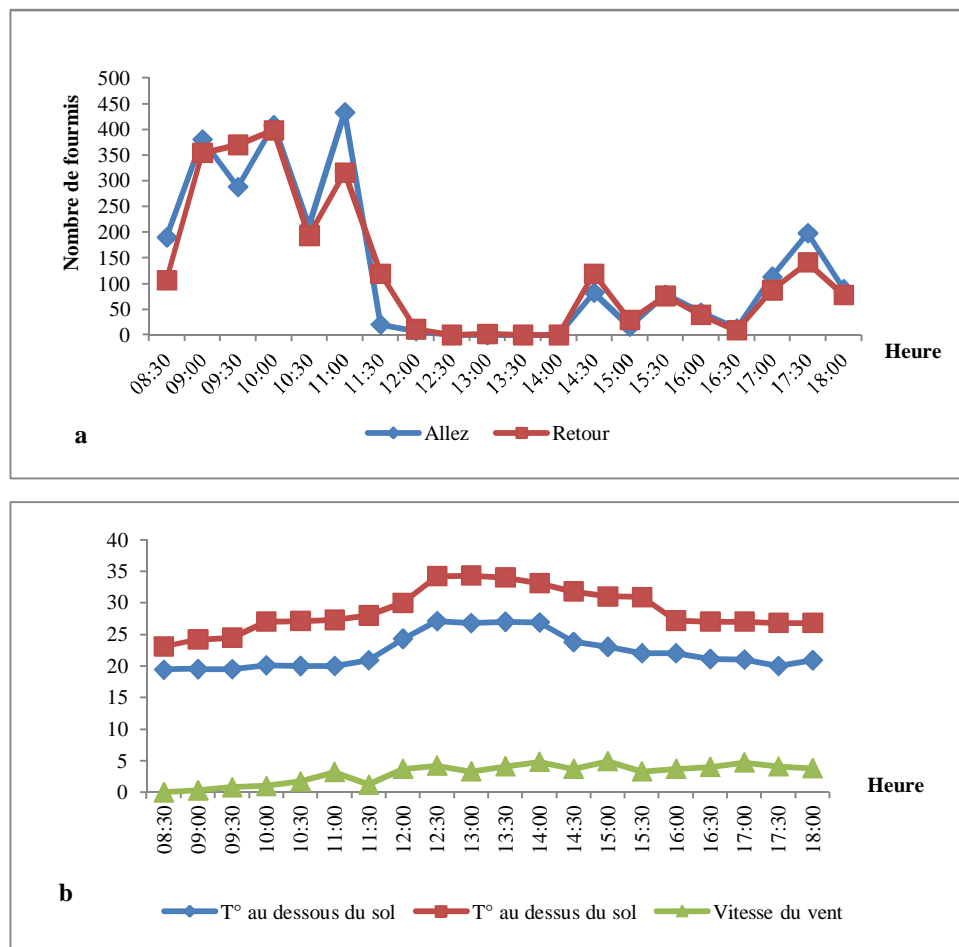 500
450
400
350
300
250
200
150
100
50
0
Nombre de fourmis
08:30 09:00 09:30 10:00 10:30 11:00 11:30 12:00 12:30 13:00 13:30 14:00 14:30 15:00 15:30 16:00 16:30 17:00 17:30 18:00
Heure
Allez Retour
a
40
35
30
25
20
15
10
5
0
08:30 09:00 09:30 10:00 10:30 11:00 11:30 12:00 12:30 13:00 13:30 14:00 14:30 15:00 15:30 16:00 16:30 17:00 17:30 18:00
Heure
b
T° au dessous du sol T° au dessus du sol Vitesse du vent